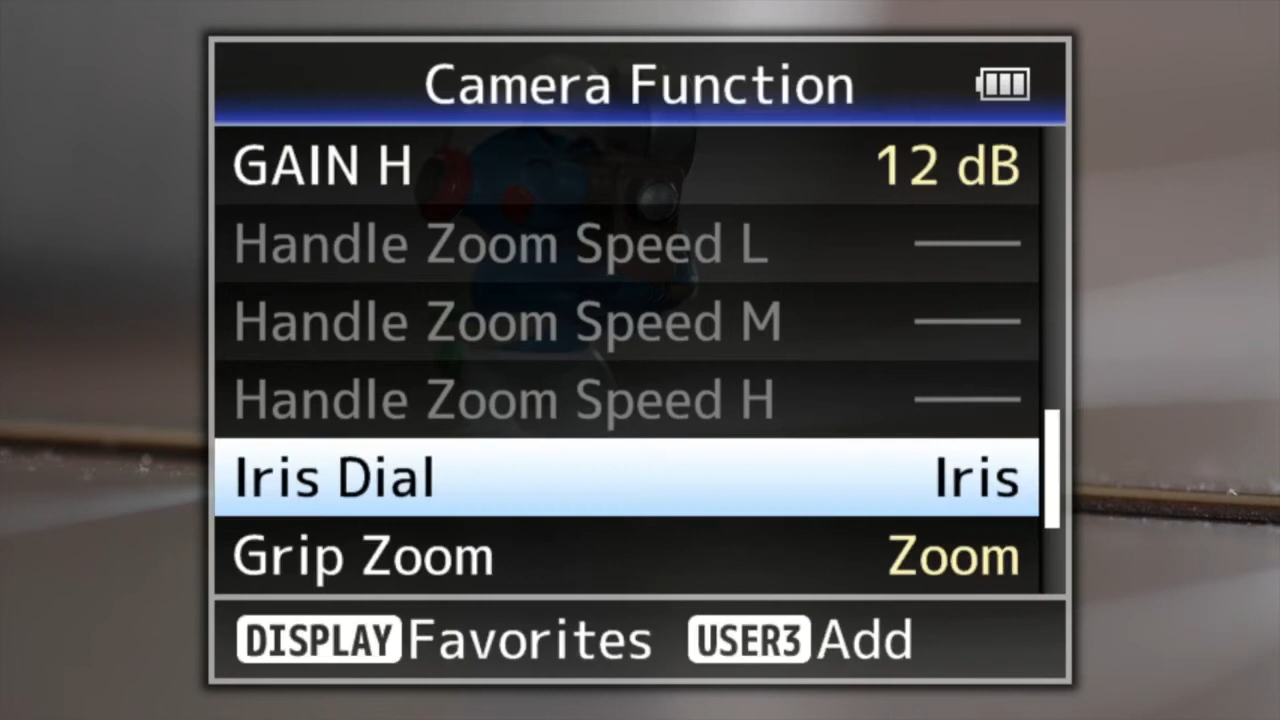 Camera Function
GAIN H 12 dB
Handle Zoom Speed L ———
Handle Zoom Speed M ———
Handle Zoom Speed H ———
Iris Dial Iris
Grip Zoom Zoom
DISPLAY Favorites USER3 Add